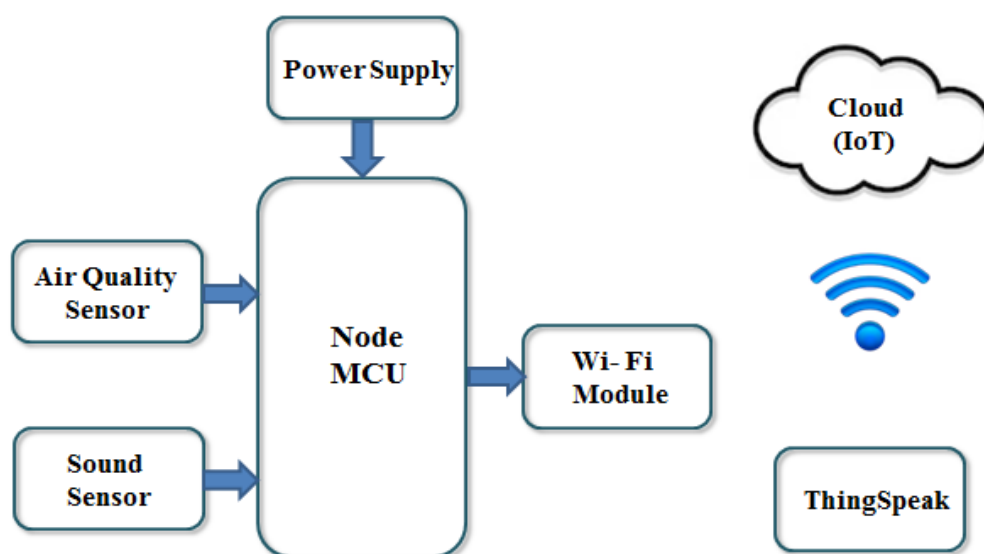 Power Supply
Cloud
(IoT)
Air Quality
Sensor
Node
MCU
Wi- Fi
Module
Sound
Sensor
ThingSpeak